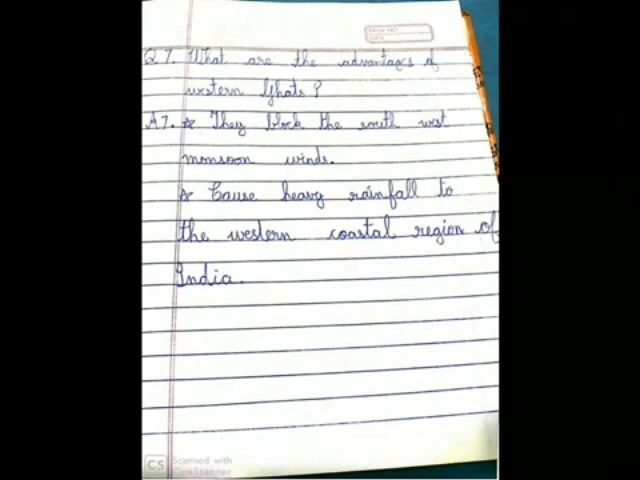 Q7. What are the advantages of
western Ghats?
A7. ☆ They block the south west
monsoon winds.
☆ Cause heavy rainfall to
the western coastal region of
India.
CS Scanned with
CamScanner